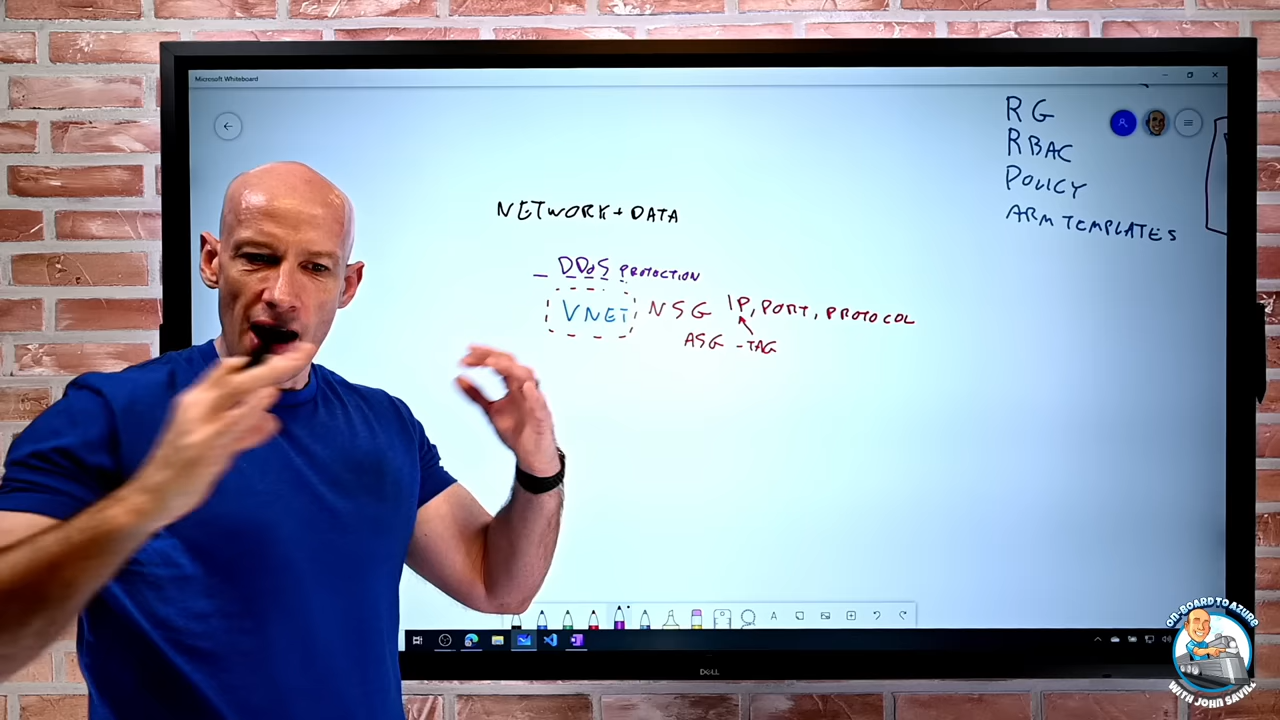 Microsoft Whiteboard
RG
RBAC
POLICY
ARM TEMPLATES
NETWORK + DATA
- DDoS PROTECTION
VNET NSG IP, PORT, PROTOCOL
ASG - TAG
A
DELL
ON-BOARD TO AZURE
WITH JOHN SAVILL